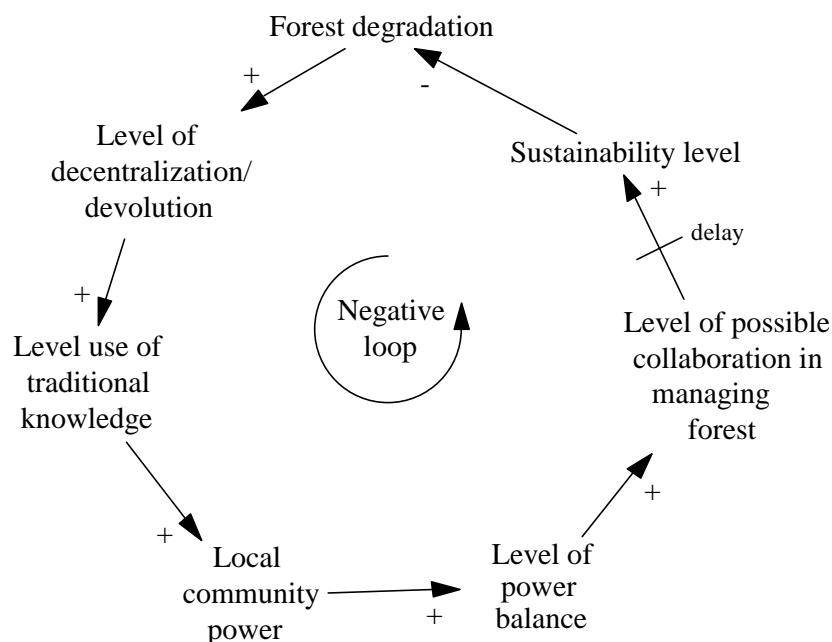 Forest degradation
+
Level of
decentralization/
devolution
+
Level use of
traditional
knowledge
+
Local
community
power
+
Level of
power
balance
+
Level of possible
collaboration in
managing
forest
delay
+
Sustainability level
-
Negative
loop